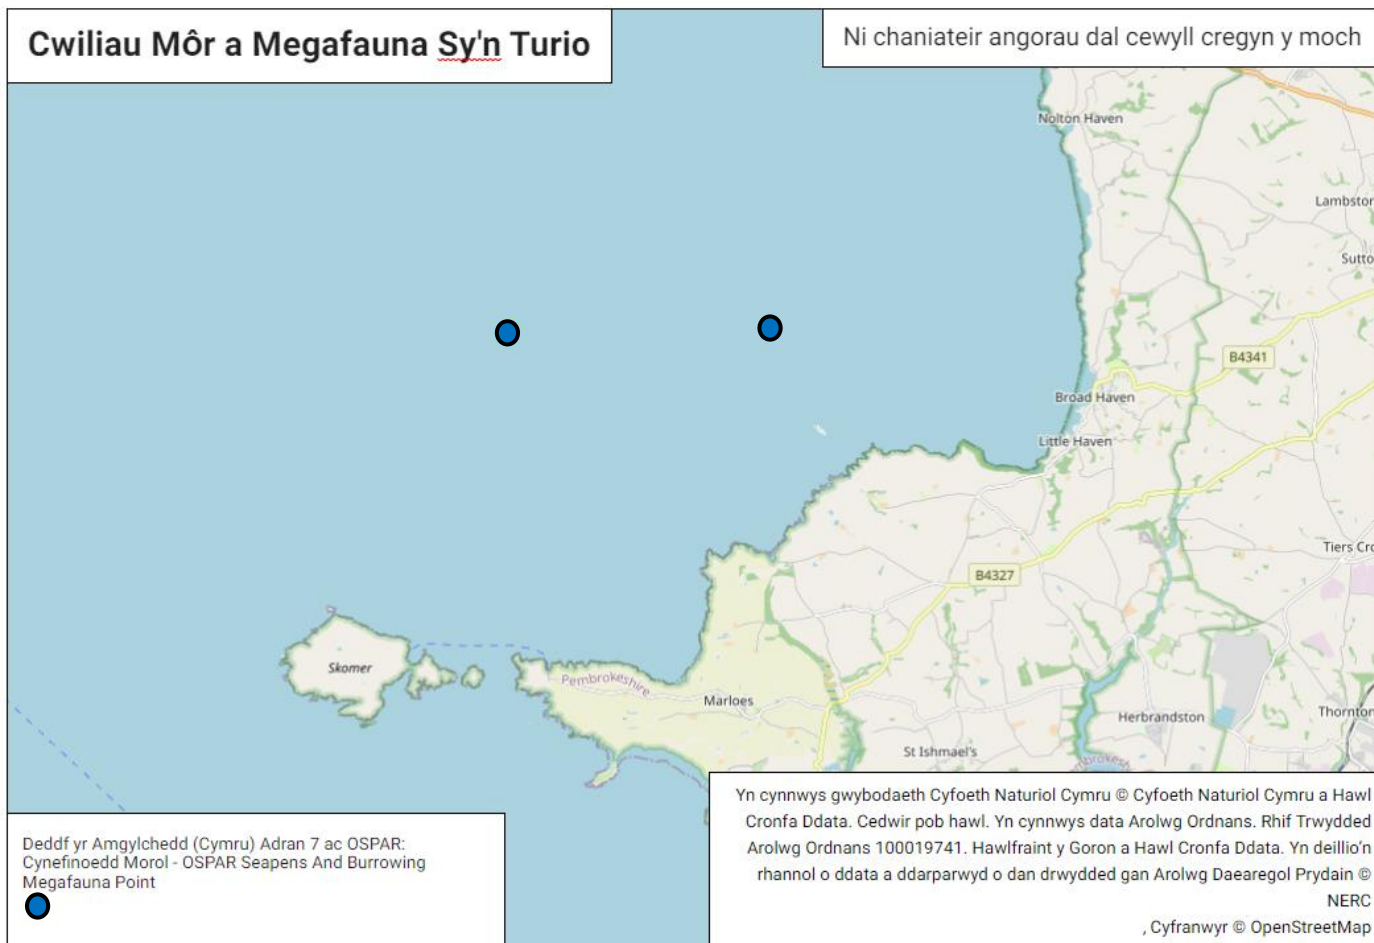 Cwiliau Môr a Megafauna Sy'n Turio
Ni chaniateir angorau dal cewyll cregyn y moch
Nolton Haven
Lambston
Sutto
B4341
Broad Haven
Little Haven
Tiers Cro
B4327
Skomer
Pembrokeshire
Marloes
Herbrandston
Thornton
St Ishmael's
mbrokesh
Yn cynnwys gwybodaeth Cyfoeth Naturiol Cymru © Cyfoeth Naturiol Cymru a Hawl
Cronfa Ddata. Cedwir pob hawl. Yn cynnwys data Arolwg Ordnans. Rhif Trwydded
Arolwg Ordnans 100019741. Hawlfraint y Goron a Hawl Cronfa Ddata. Yn deillio'n
rhannol o ddata a ddarparwyd o dan drwydded gan Arolwg Daearegol Prydain ©
NERC
, Cyfranwyr © OpenStreetMap
Deddf yr Amgylchedd (Cymru) Adran 7 ac OSPAR:
Cynefinoedd Morol - OSPAR Seapens And Burrowing
Megafauna Point